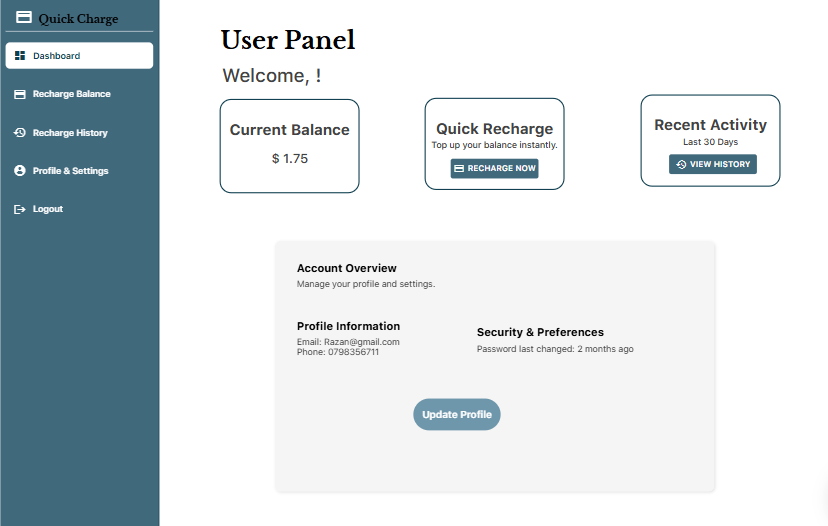 Quick Charge
Dashboard
Recharge Balance
Recharge History
Profile & Settings
Logout
User Panel
Welcome, !
Current Balance
$ 1.75
Quick Recharge
Top up your balance instantly.
RECHARGE NOW
Recent Activity
Last 30 Days
VIEW HISTORY
Account Overview
Manage your profile and settings.
Profile Information
Email: Razan@gmail.com
Phone: 0798356711
Security & Preferences
Password last changed: 2 months ago
Update Profile